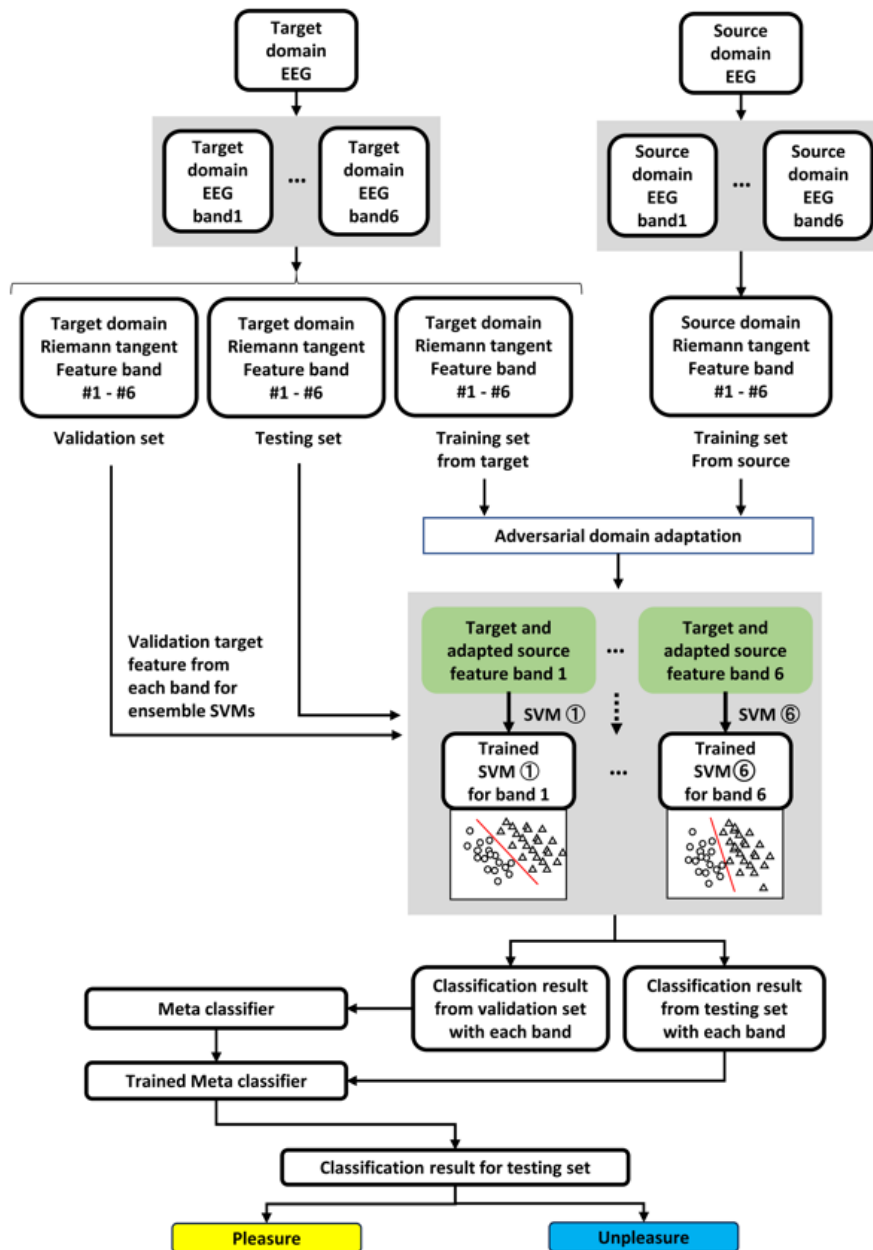 Target
domain
EEG
Source
domain
EEG
Target
domain
EEG
band1
...
Target
domain
EEG
band6
Source
domain
EEG
band1
...
Source
domain
EEG
band6
Target domain
Riemann tangent
Feature band
#1 - #6
Target domain
Riemann tangent
Feature band
#1 - #6
Target domain
Riemann tangent
Feature band
#1 - #6
Source domain
Riemann tangent
Feature band
#1 - #6
Validation set
Testing set
Training set
from target
Training set
From source
Adversarial domain adaptation
Validation target
feature from
each band for
ensemble SVMs
Target and
adapted source
feature band 1
...
Target and
adapted source
feature band 6
SVM ①
SVM ⑥
Trained
SVM ①
for band 1
...
Trained
SVM ⑥
for band 6
Classification result
from validation set
with each band
Classification result
from testing set
with each band
Meta classifier
Trained Meta classifier
Classification result for testing set
Pleasure
Unpleasure